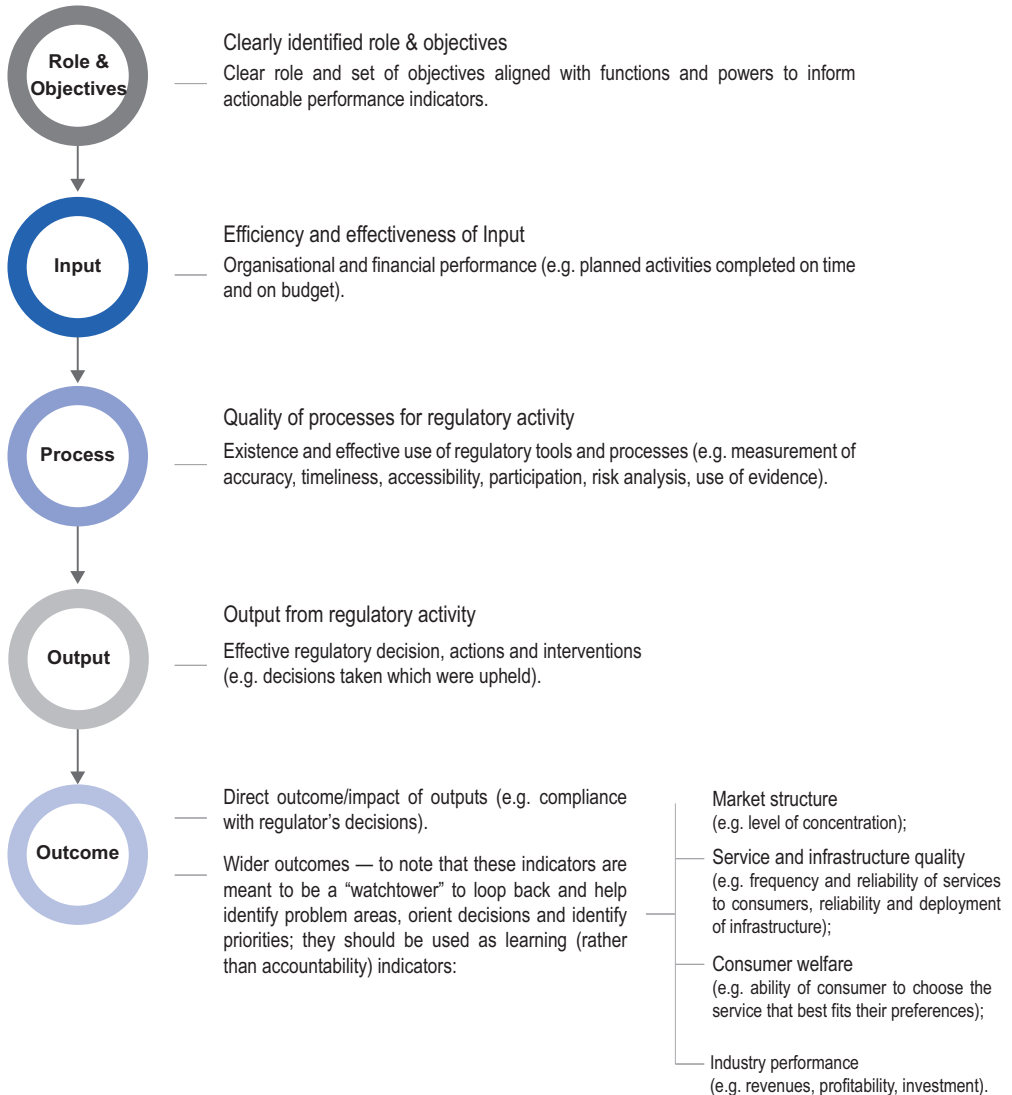 Role &
Objectives
Clearly identified role & objectives
Clear role and set of objectives aligned with functions and powers to inform
actionable performance indicators.
Input
Efficiency and effectiveness of Input
Organisational and financial performance (e.g. planned activities completed on time
and on budget).
Process
Quality of processes for regulatory activity
Existence and effective use of regulatory tools and processes (e.g. measurement of
accuracy, timeliness, accessibility, participation, risk analysis, use of evidence).
Output
Output from regulatory activity
Effective regulatory decision, actions and interventions
(e.g. decisions taken which were upheld).
Outcome
Direct outcome/impact of outputs (e.g. compliance
with regulator’s decisions).
Wider outcomes — to note that these indicators are
meant to be a “watchtower” to loop back and help
identify problem areas, orient decisions and identify
priorities; they should be used as learning (rather
than accountability) indicators:
Market structure
(e.g. level of concentration);
Service and infrastructure quality
(e.g. frequency and reliability of services
to consumers, reliability and deployment
of infrastructure);
Consumer welfare
(e.g. ability of consumer to choose the
service that best fits their preferences);
Industry performance
(e.g. revenues, profitability, investment).